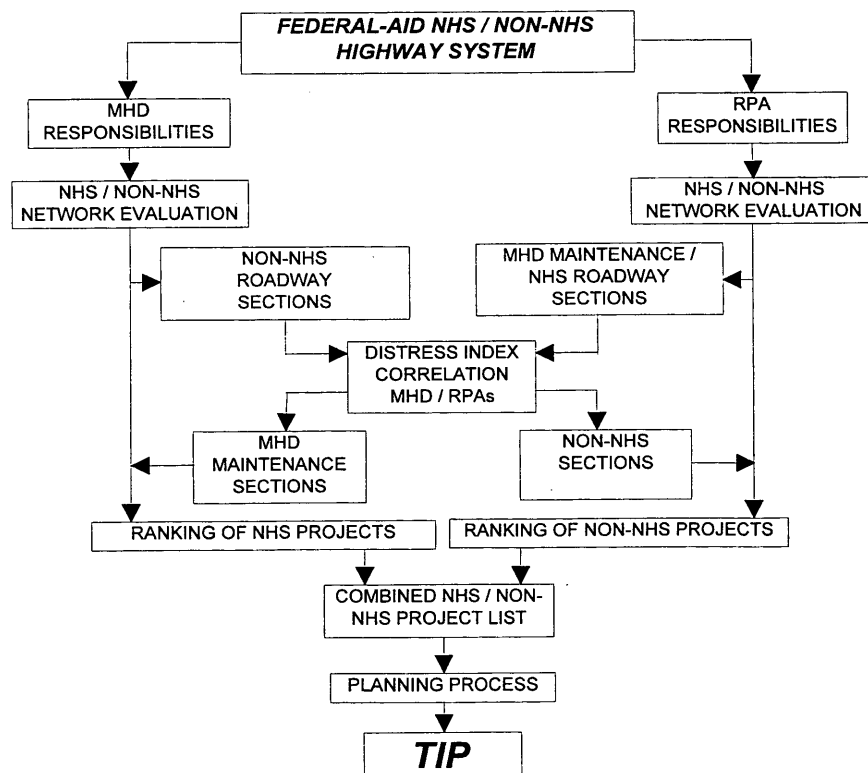 FEDERAL-AID NHS / NON-NHS
HIGHWAY SYSTEM
MHD
RESPONSIBILITIES
RPA
RESPONSIBILITIES
NHS / NON-NHS
NETWORK EVALUATION
NHS / NON-NHS
NETWORK EVALUATION
NON-NHS
ROADWAY
SECTIONS
MHD MAINTENANCE /
NHS ROADWAY
SECTIONS
DISTRESS INDEX
CORRELATION
MHD / RPAs
MHD
MAINTENANCE
SECTIONS
NON-NHS
SECTIONS
RANKING OF NHS PROJECTS
RANKING OF NON-NHS PROJECTS
COMBINED NHS / NON-
NHS PROJECT LIST
PLANNING PROCESS
TIP